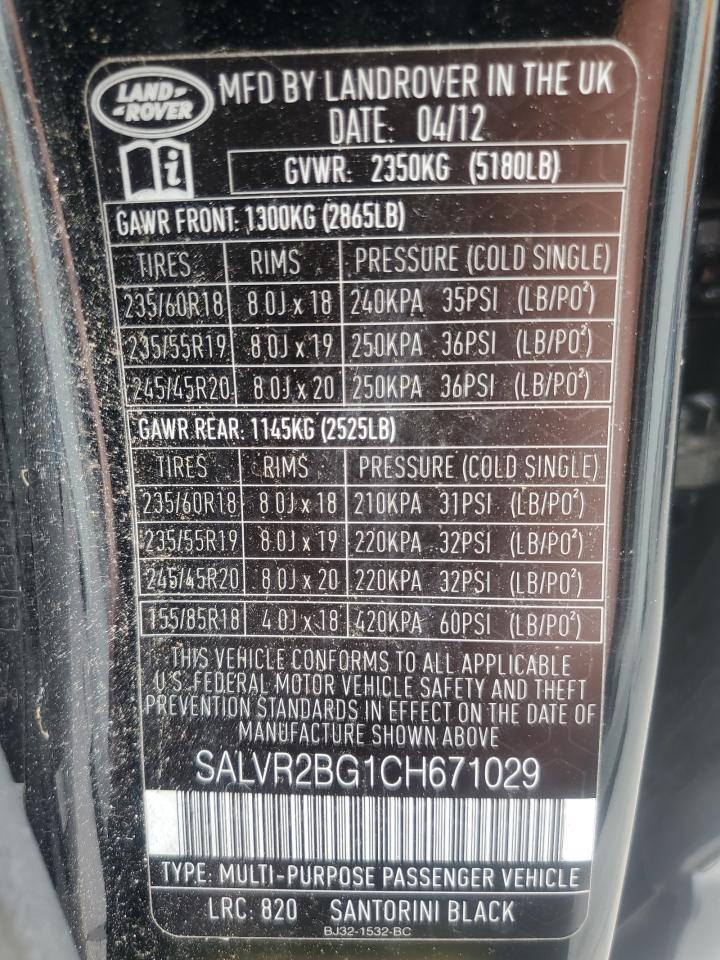 LAND-
-ROVER
MFD BY LANDROVER IN THE UK
DATE: 04/12
i
GVWR: 2350KG (5180LB)
GAWR FRONT: 1300KG (2865LB)
TIRES RIMS PRESSURE (COLD SINGLE)
235/60R18 8.0J x 18 240KPA 35PSI (LB/PO²)
235/55R19 8.0J x 19 250KPA 36PSI (LB/PO²)
245/45R20 8.0J x 20 250KPA 36PSI (LB/PO²)
GAWR REAR: 1145KG (2525LB)
TIRES RIMS PRESSURE (COLD SINGLE)
235/60R18 8.0J x 18 210KPA 31PSI (LB/PO²)
235/55R19 8.0J x 19 220KPA 32PSI (LB/PO²)
245/45R20 8.0J x 20 220KPA 32PSI (LB/PO²)
155/85R18 4.0J x 18 420KPA 60PSI (LB/PO²)
THIS VEHICLE CONFORMS TO ALL APPLICABLE
U.S. FEDERAL MOTOR VEHICLE SAFETY AND THEFT
PREVENTION STANDARDS IN EFFECT ON THE DATE OF
MANUFACTURE SHOWN ABOVE
SALVR2BG1CH671029
TYPE: MULTI-PURPOSE PASSENGER VEHICLE
LRC: 820 SANTORINI BLACK
BJ32-1532-BC